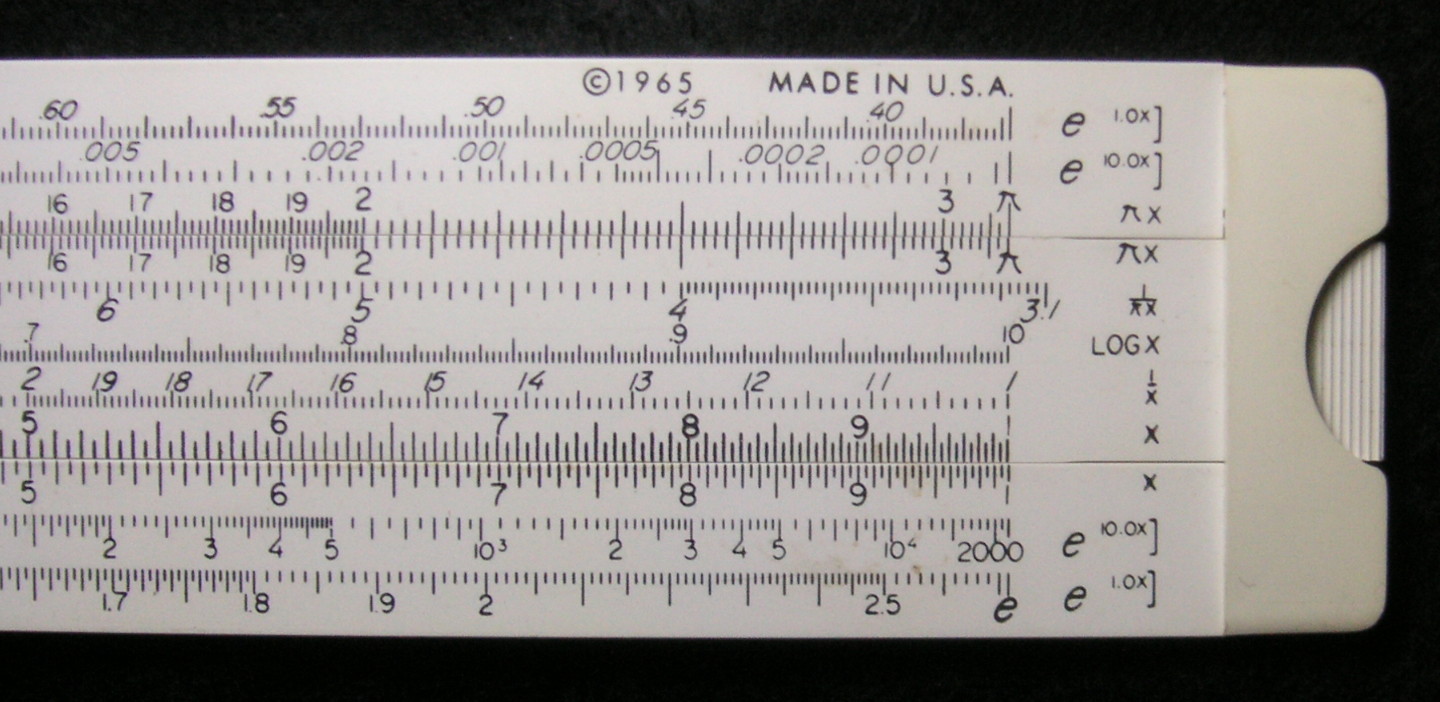 ©1965 MADE IN U.S.A.
.60 .55 .50 .45 .40 e 1.0X]
.005 .002 .001 .0005 .0002 .0001 e 10.0X]
16 17 18 19 2 3 π πX
16 17 18 19 2 3 π πX
6 5 4 3.1 1/πX
.7 .8 .9 10 LOG X
2 19 18 17 16 15 14 13 12 11 1 1/X
5 6 7 8 9 X
5 6 7 8 9 X
2 3 4 5 10³ 2 3 4 5 10⁴ 2000 e 10.0X]
1.7 1.8 1.9 2 2.5 e e 1.0X]